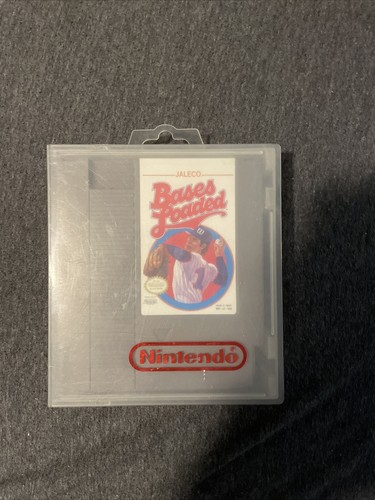 JALECO
Bases
Loaded
Nintendo